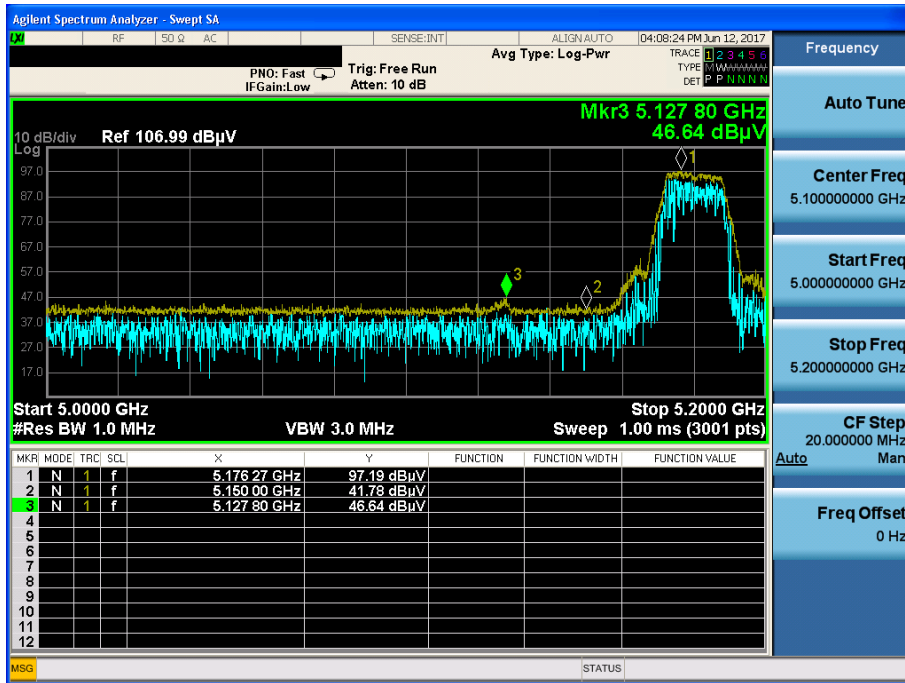 Agilent Spectrum Analyzer - Swept SA
LXI RF 50 Ω AC SENSE:INT ALIGN AUTO 04:08:24 PM Jun 12, 2017
Frequency
Avg Type: Log-Pwr
TRACE 1 2 3 4 5 6
PNO: Fast Trig: Free Run
TYPE M W W W W W
IFGain:Low Atten: 10 dB
DET P P N N N N
Auto Tune
Mkr3 5.127 80 GHz
46.64 dBµV
10 dB/div Ref 106.99 dBµV
Log
97.0
87.0
77.0
67.0
57.0
47.0
37.0
27.0
17.0
1
2
3
Center Freq
5.100000000 GHz
Start Freq
5.000000000 GHz
Stop Freq
5.200000000 GHz
Start 5.0000 GHz Stop 5.2000 GHz
#Res BW 1.0 MHz VBW 3.0 MHz Sweep 1.00 ms (3001 pts)
CF Step
20.000000 MHz
Auto Man
MKR MODE TRC SCL X Y FUNCTION FUNCTION WIDTH FUNCTION VALUE
1 N 1 f 5.176 27 GHz 97.19 dBµV
2 N 1 f 5.150 00 GHz 41.78 dBµV
3 N 1 f 5.127 80 GHz 46.64 dBµV
4
5
6
7
8
9
10
11
12
Freq Offset
0 Hz
MSG STATUS